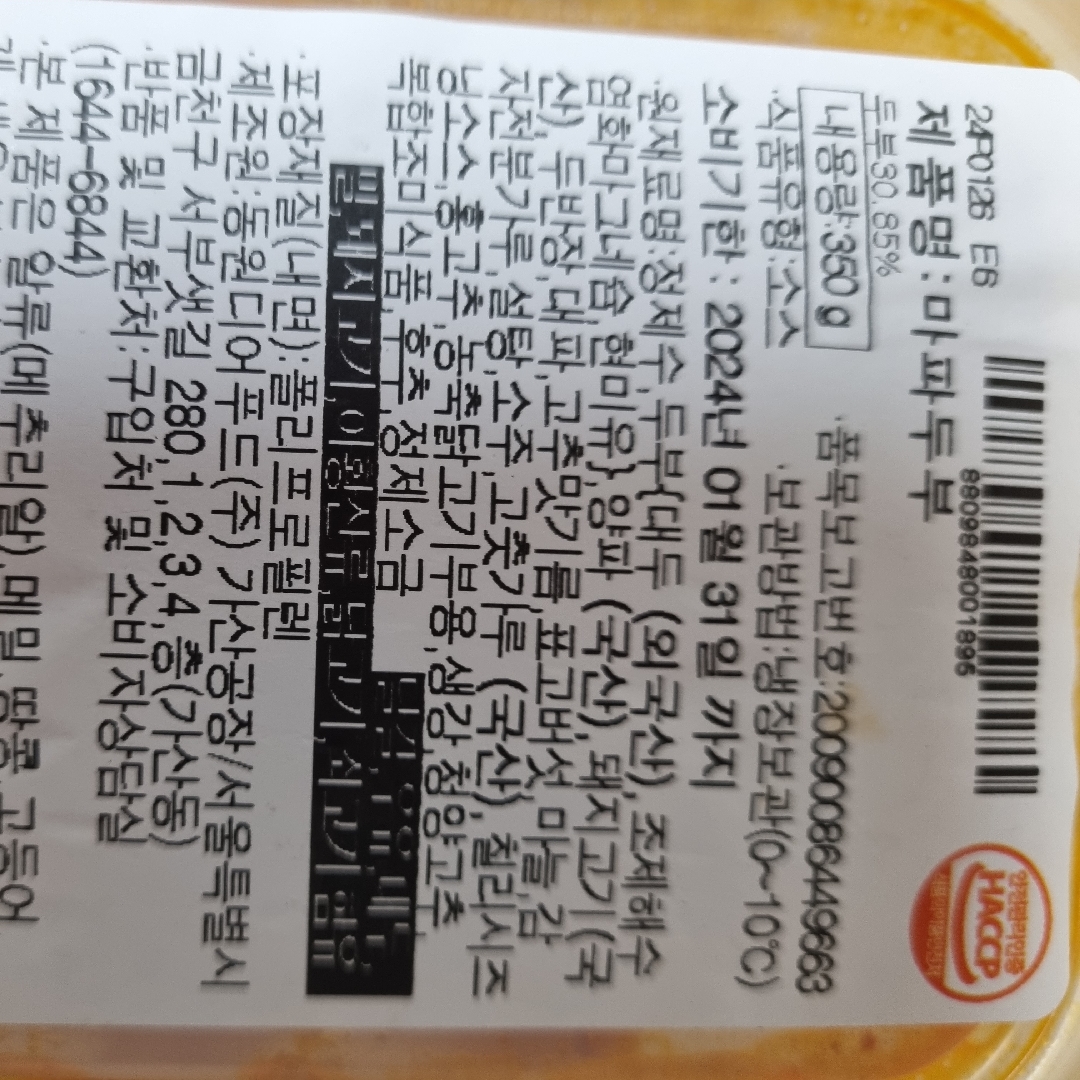 24P0126 E6
8809848001895
제품명:마파두부
두부30.85%
내용량:350g
·품목보고번호:200900086449663
·식품유형:소스
·보관방법:냉장보관(0~10℃)
소비기한: 2024년 01월 31일 까지
·원재료명:정제수,두부{대두 (외국산),조제해수
염화마그네슘,현미유},양파 (국산),돼지고기(국
산),두반장,대파,고추맛기름,표고버섯,마늘,감
자전분가루,설탕,소주,고춧가루 (국산),칠리시즈
닝,소스,홍고추,농축닭고기부용,생강,청양고추,
복합조미식품,후추,정제소금
밀,돼지고기,이황산류,닭고기,쇠고기함유
·포장재질(내면):폴리프로필렌
·제조원:동원디어푸드(주) 가산공장/서울특별시
금천구 서부샛길 280,1,2,3,4,층(가산동)
·반품 및 교환처:구입처 및 소비자상담실
(1644-6844)
·본 제품은 알류(메추리알),메밀,땅콩,고등어
HACCP